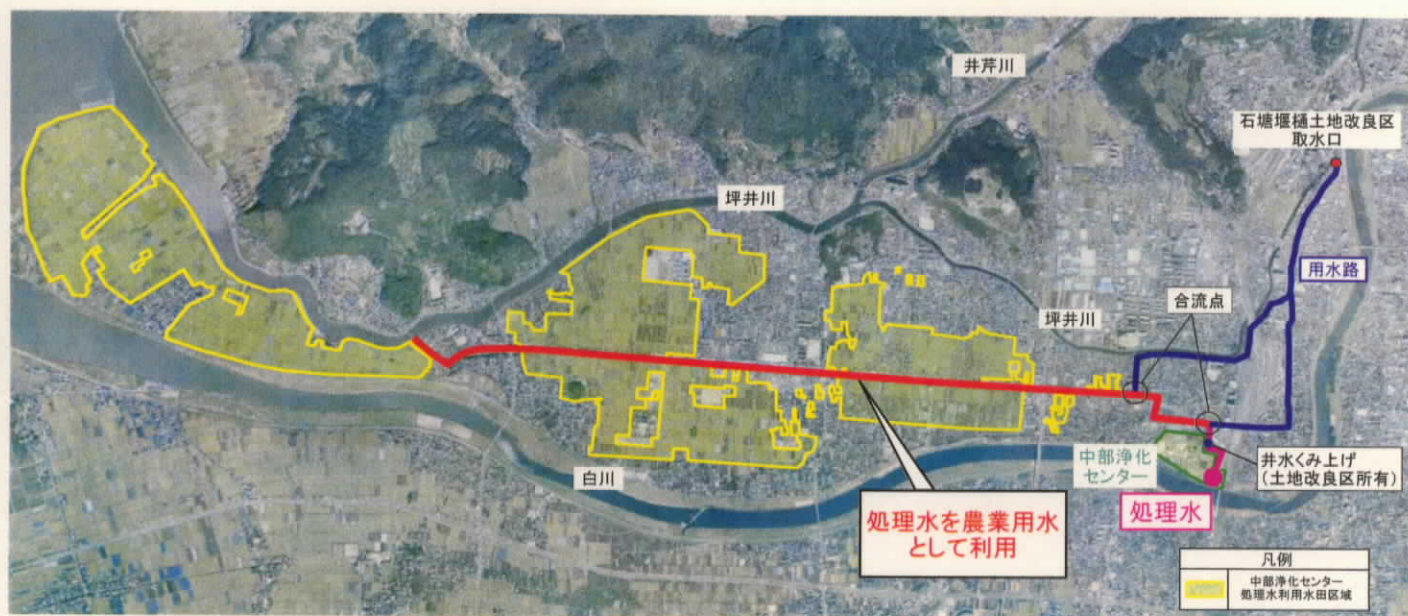 井芹川
石塘堰樋土地改良区
取水口
坪井川
用水路
合流点
坪井川
中部浄化
センター
井水くみ上げ
(土地改良区所有)
白川
処理水を農業用水
として利用
処理水
凡例
中部浄化センター
処理水利用水田区域